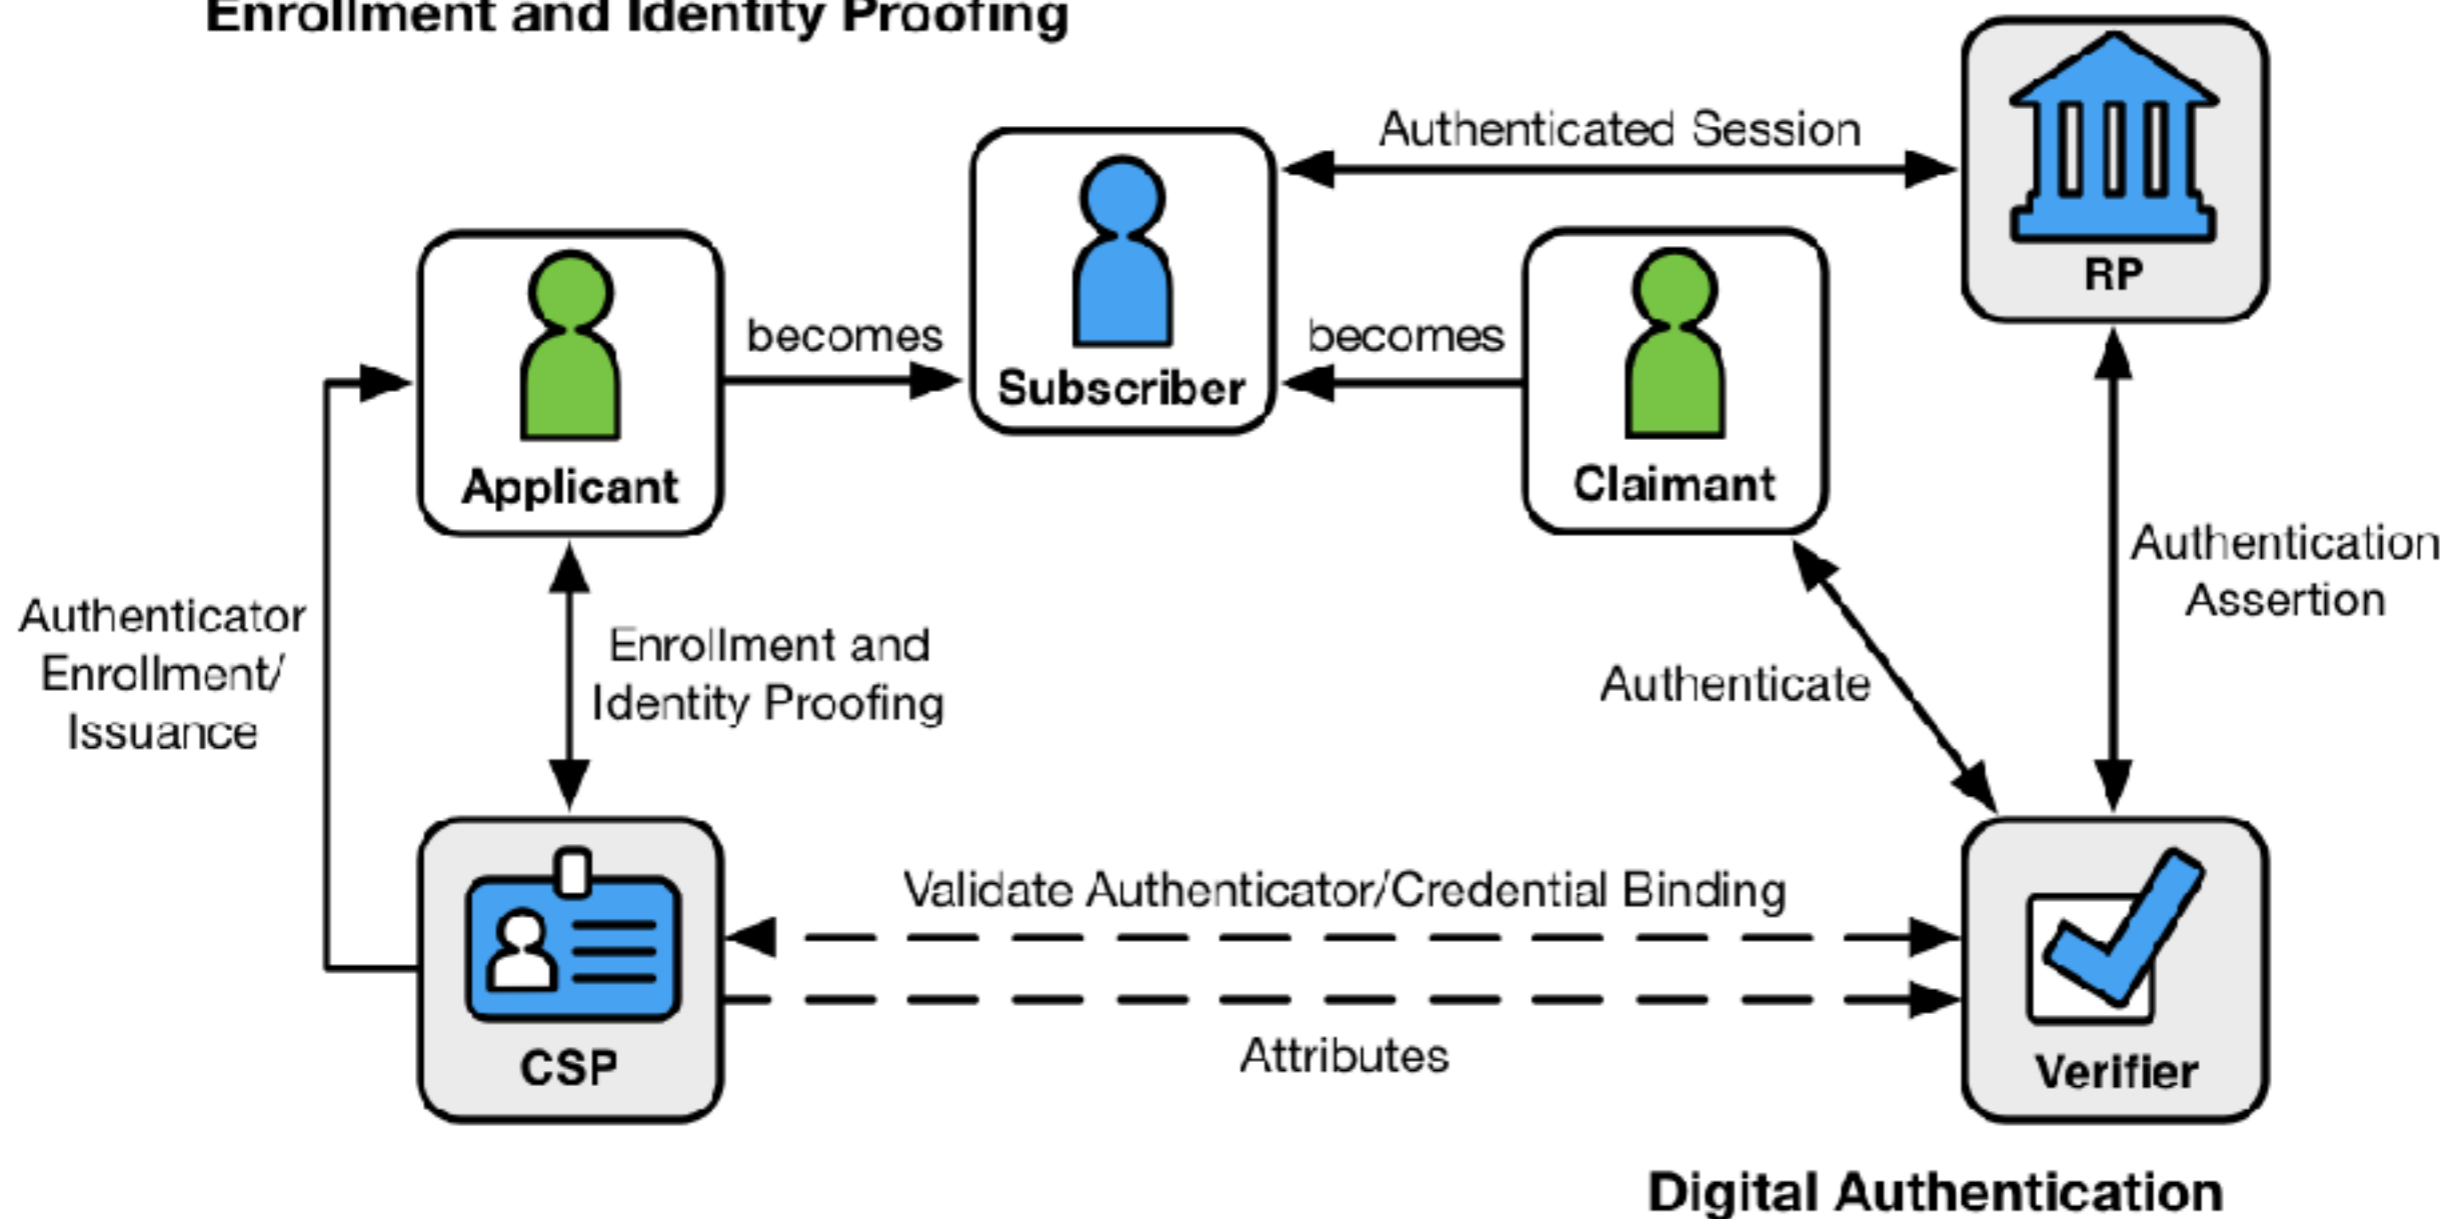 Enrollment and Identity Proofing
Authenticated Session
RP
becomes
Subscriber
becomes
Applicant
Claimant
Authenticator
Enrollment/
Issuance
Enrollment and
Identity Proofing
Authenticate
Authentication
Assertion
Validate Authenticator/Credential Binding
Attributes
CSP
Verifier
Digital Authentication